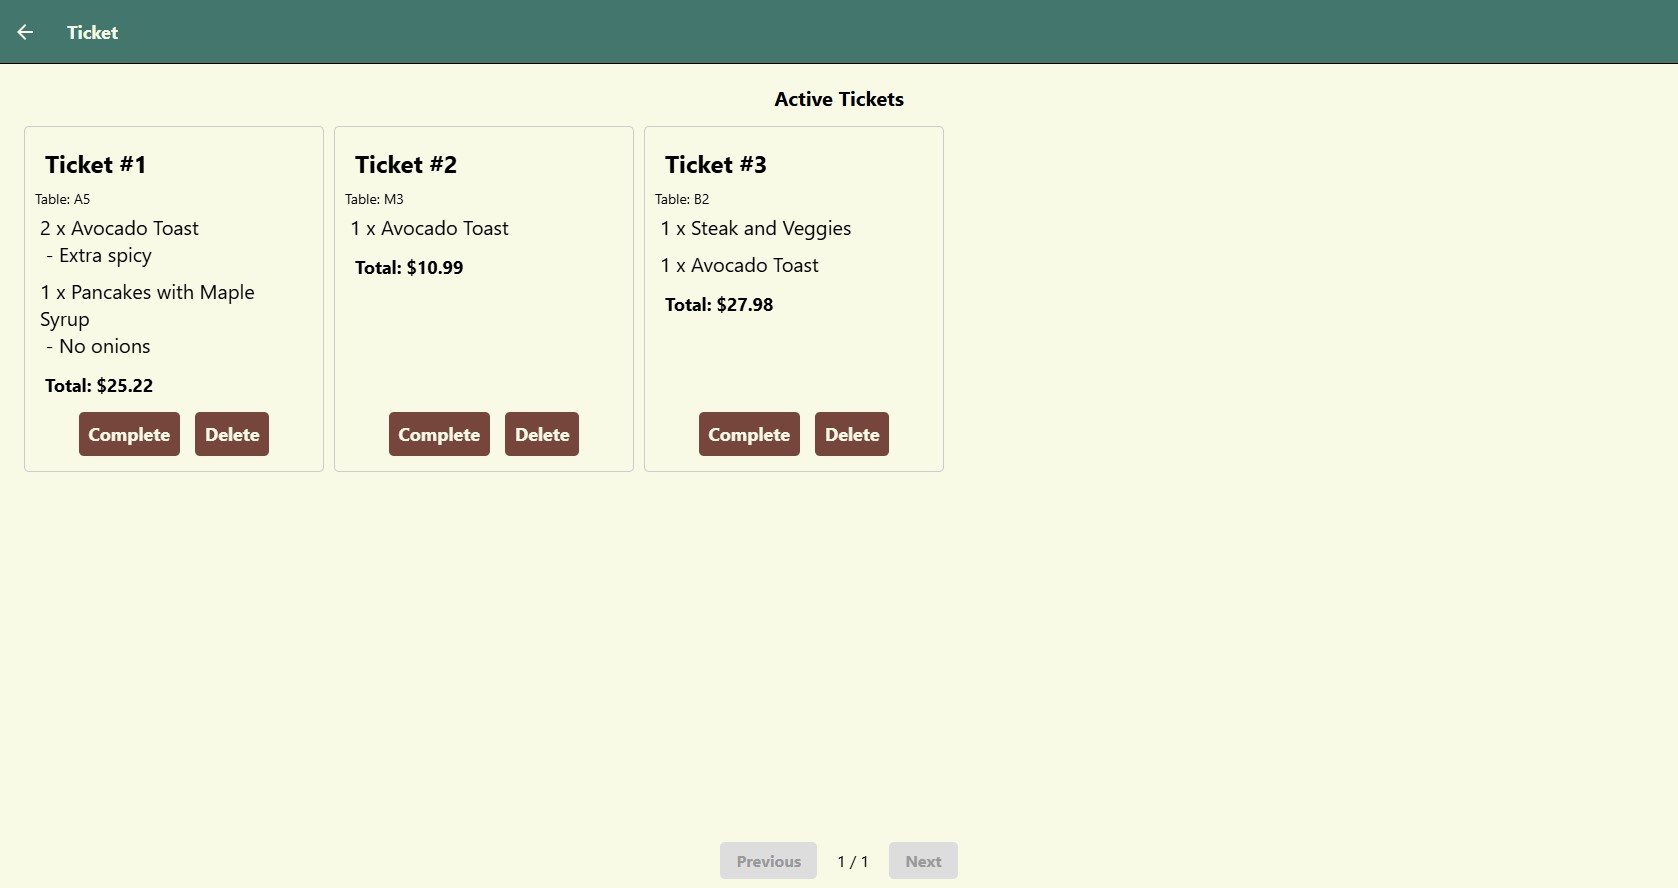 Ticket
Active Tickets
Ticket #1
Table: A5
2 x Avocado Toast
- Extra spicy
1 x Pancakes with Maple
Syrup
- No onions
Total: $25.22
Complete
Delete
Ticket #2
Table: M3
1 x Avocado Toast
Total: $10.99
Complete
Delete
Ticket #3
Table: B2
1 x Steak and Veggies
1 x Avocado Toast
Total: $27.98
Complete
Delete
Previous
1 / 1
Next